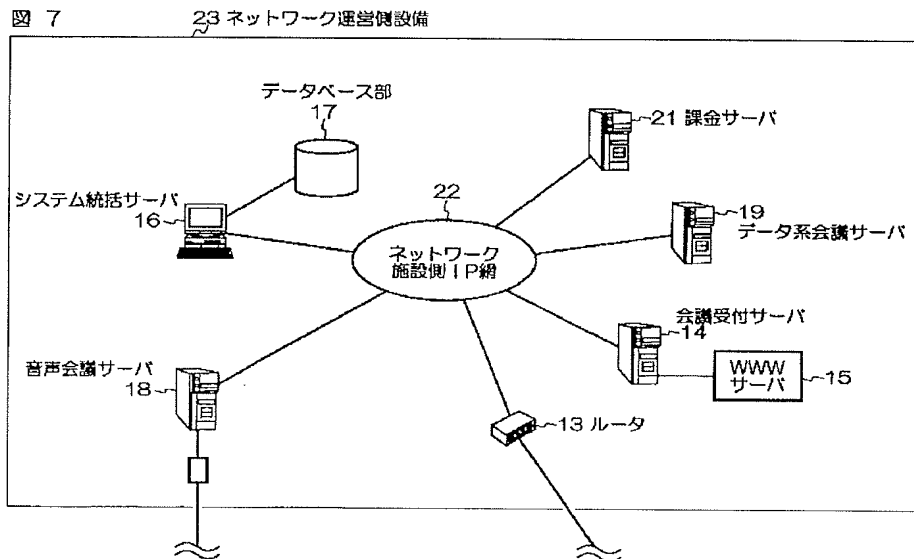 図 7
23 ネットワーク運営側設備
データベース部
17
21 課金サーバ
システム統括サーバ
16
22
19
データ系会議サーバ
ネットワーク
施設側IP網
会議受付サーバ
14
音声会議サーバ
18
WWW
サーバ
15
13 ルータ